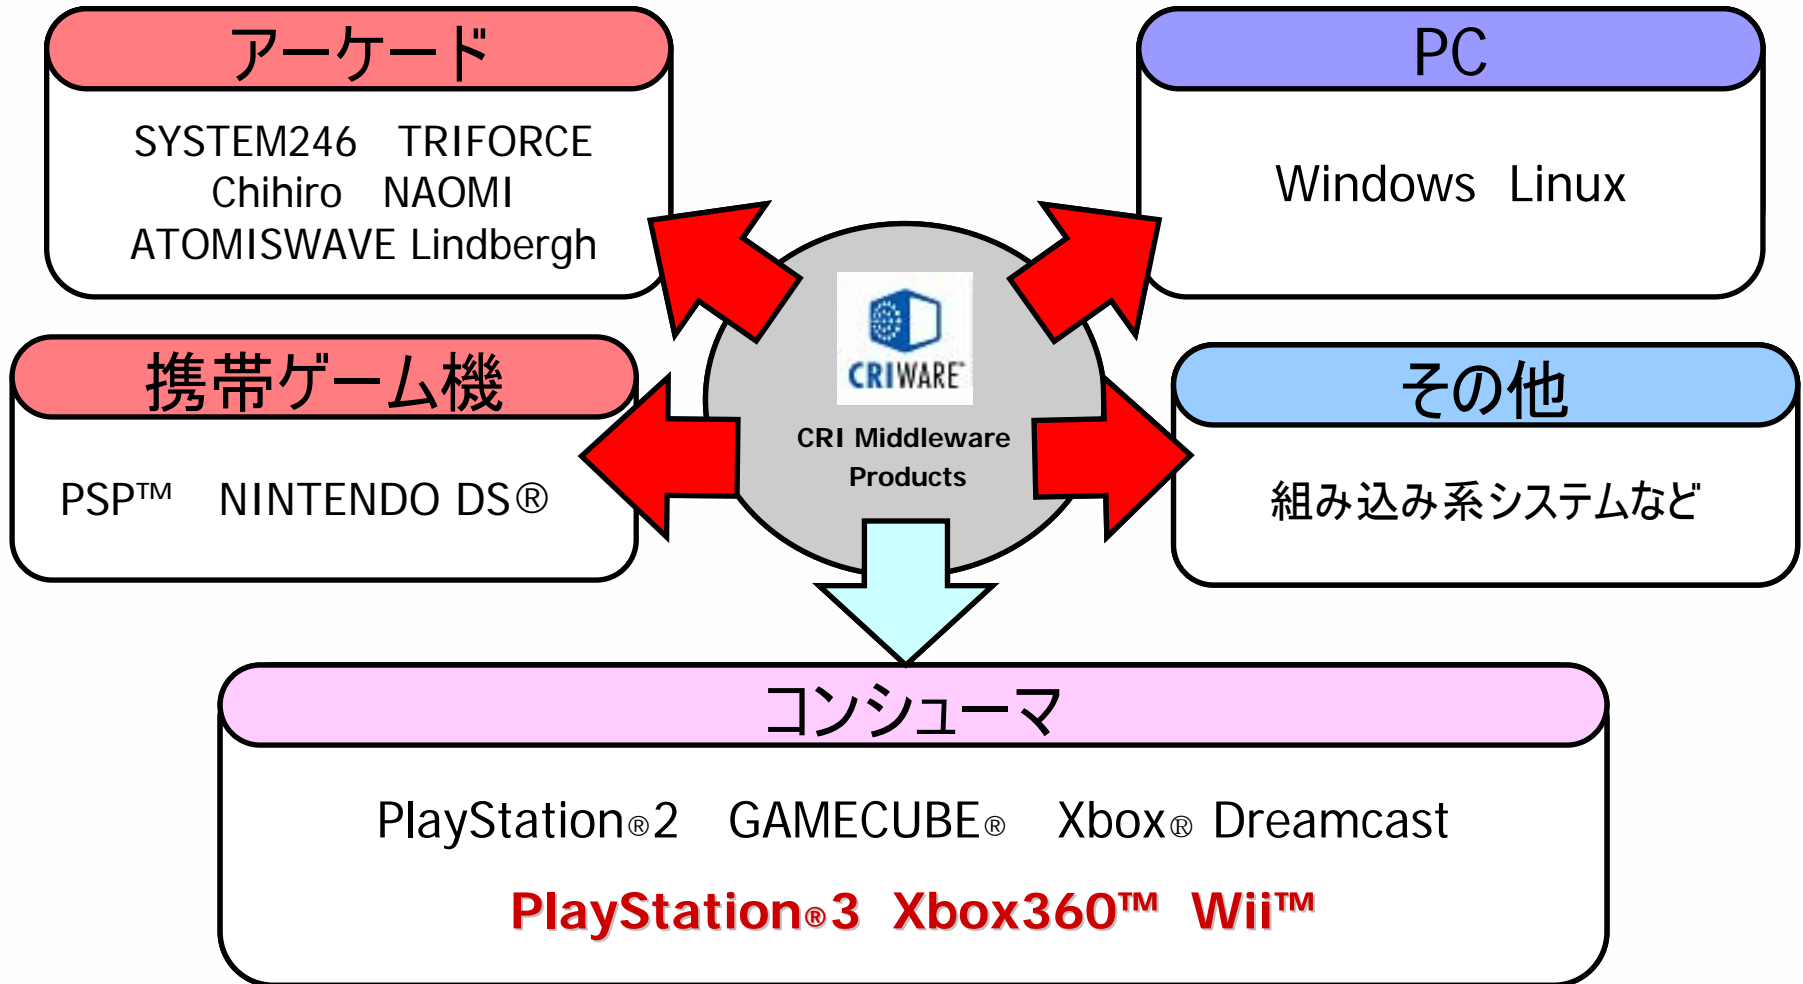 アーケード
SYSTEM246 TRIFORCE
Chihiro NAOMI
ATOMISWAVE Lindbergh
PC
Windows Linux
携帯ゲーム機
PSP™ NINTENDO DS®
CRIWARE™
CRI Middleware
Products
その他
組み込み系システムなど
コンシューマ
PlayStation®2 GAMECUBE® Xbox® Dreamcast
PlayStation®3 Xbox360™ Wii™